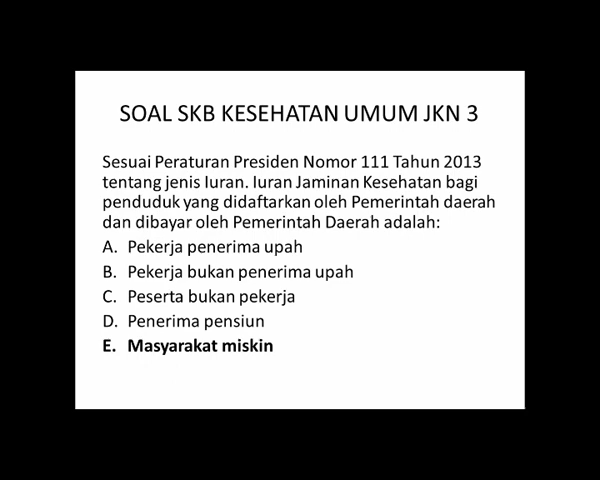 SOAL SKB KESEHATAN UMUM JKN 3
Sesuai Peraturan Presiden Nomor 111 Tahun 2013
tentang jenis Iuran. Iuran Jaminan Kesehatan bagi
penduduk yang didaftarkan oleh Pemerintah daerah
dan dibayar oleh Pemerintah Daerah adalah:
A. Pekerja penerima upah
B. Pekerja bukan penerima upah
C. Peserta bukan pekerja
D. Penerima pensiun
E. Masyarakat miskin